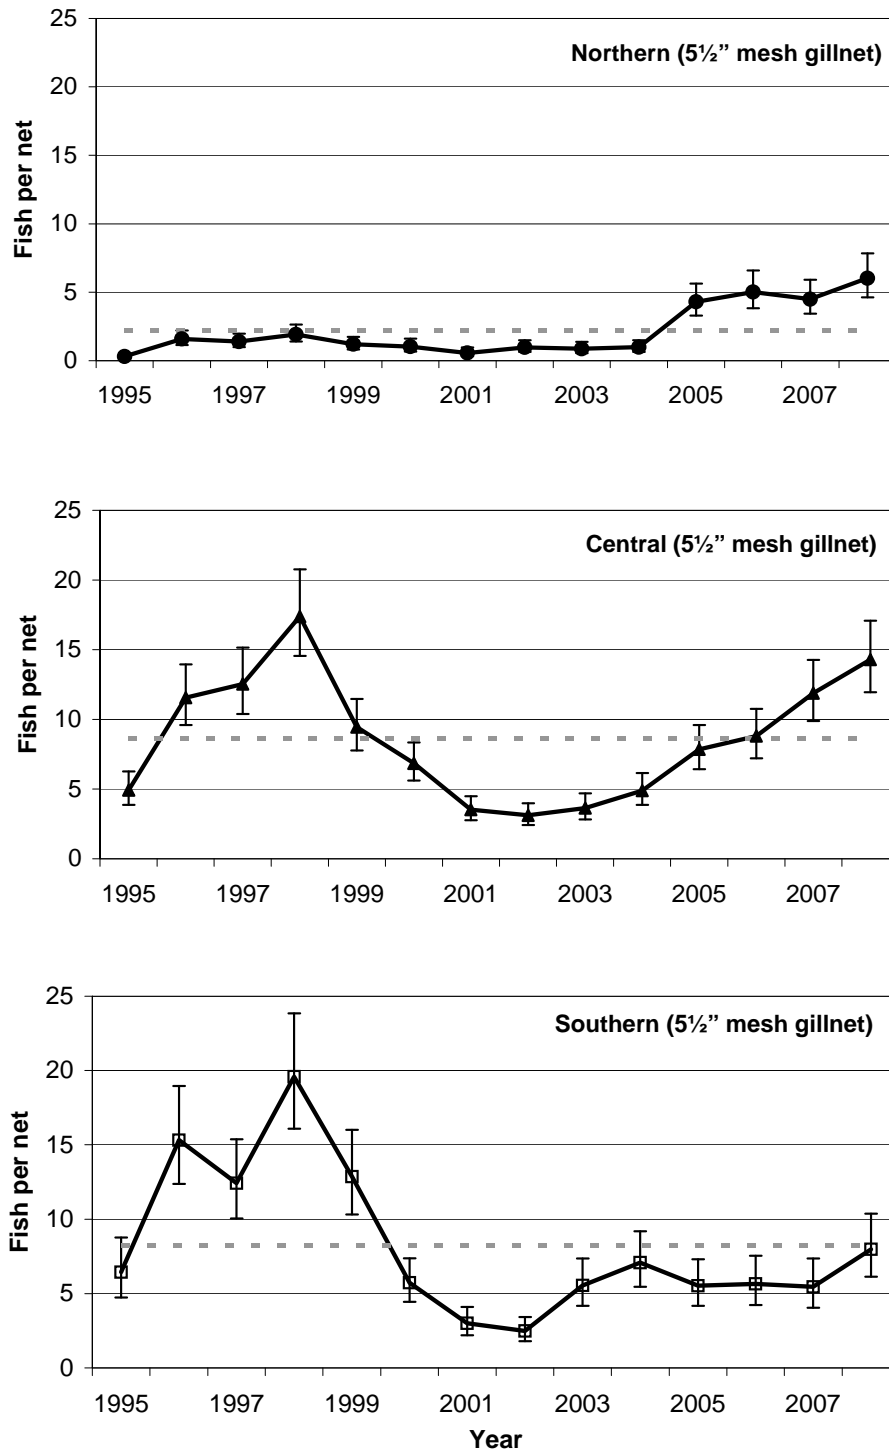 25
Northern (5½” mesh gillnet)
20
15
Fish per net
10
5
0
1995 1997 1999 2001 2003 2005 2007
25
Central (5½” mesh gillnet)
20
15
Fish per net
10
5
0
1995 1997 1999 2001 2003 2005 2007
25
Southern (5½” mesh gillnet)
20
15
Fish per net
10
5
0
1995 1997 1999 2001 2003 2005 2007
Year